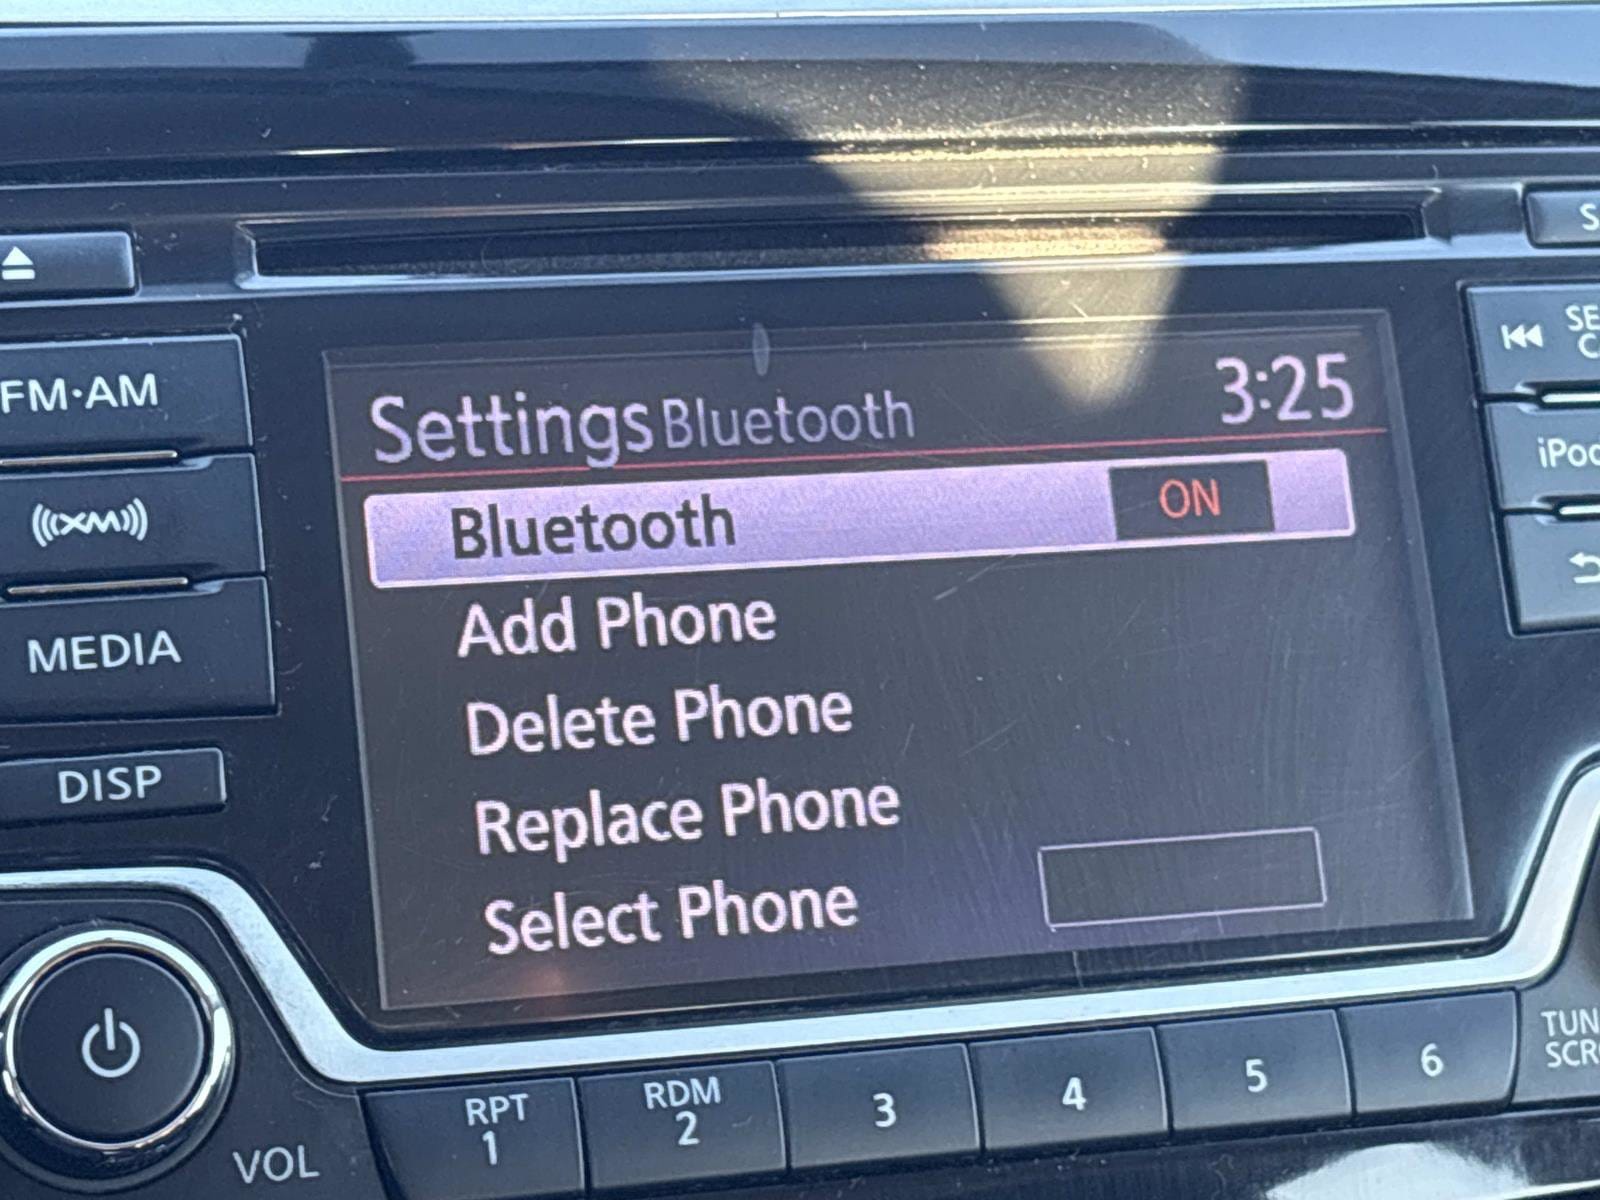 Settings Bluetooth 3:25
Bluetooth ON
Add Phone
Delete Phone
Replace Phone
Select Phone
FM·AM
XM
MEDIA
DISP
VOL
RPT
1
RDM
2
3
4
5
6
iPod